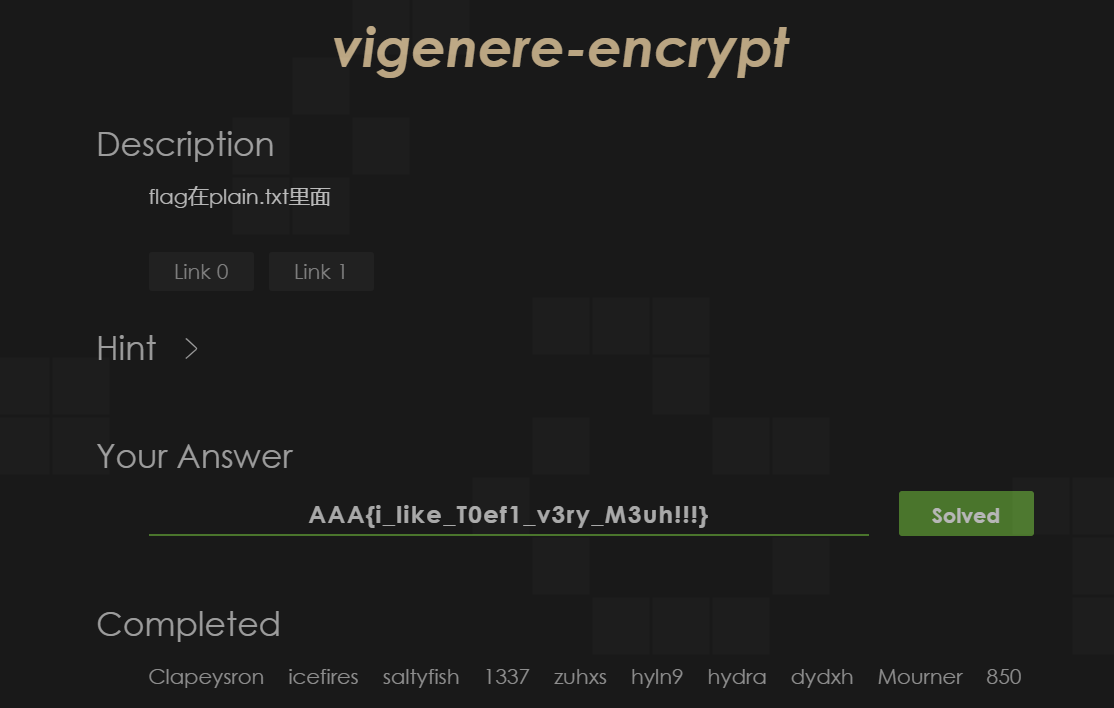 vigenere-encrypt
Description
flag在plain.txt里面
Link 0 Link 1
Hint >
Your Answer
AAA{i_like_T0ef1_v3ry_M3uh!!!} Solved
Completed
Clapeysron icefires saltyfish 1337 zuhxs hyln9 hydra dydxh Mourner 850